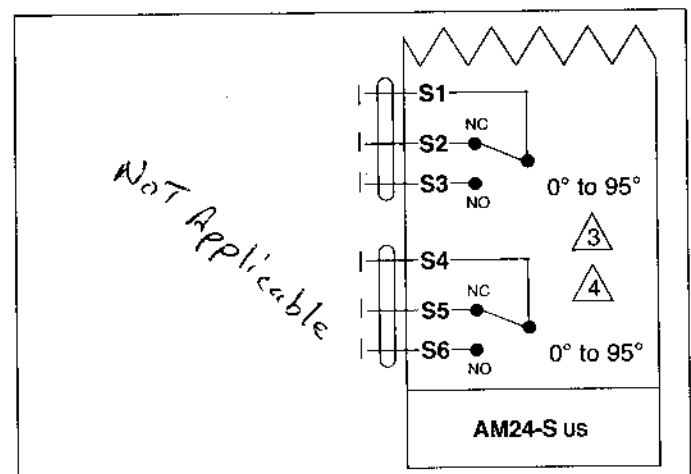 S1
NC
S2
S3
NO
0° to 95°
3
Not Applicable
4
S4
NC
S5
S6
NO
0° to 95°
AM24-S US